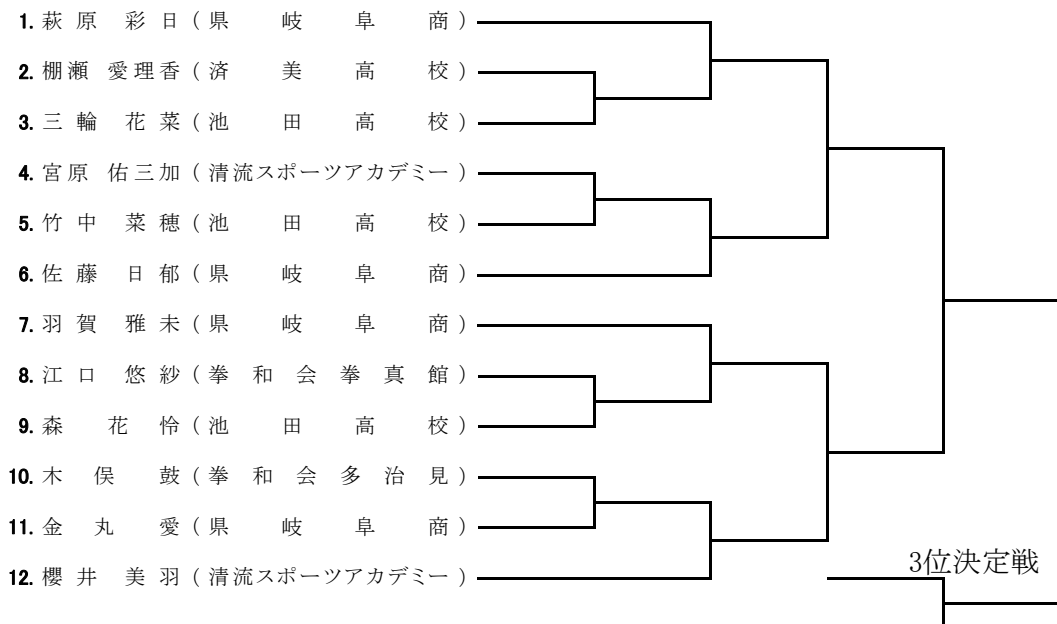 1. 萩原 彩日 (県岐阜商)
2. 棚瀬 愛理香 (済美高校)
3. 三輪 花菜 (池田高校)
4. 宮原 佑三加 (清流スポーツアカデミー)
5. 竹中 菜穂 (池田高校)
6. 佐藤 日郁 (県岐阜商)
7. 羽賀 雅未 (県岐阜商)
8. 江口 悠紗 (拳和会拳真館)
9. 森 花怜 (池田高校)
10. 木俣 鼓 (拳和会多治見)
11. 金丸 愛 (県岐阜商)
12. 櫻井 美羽 (清流スポーツアカデミー)
3位決定戦